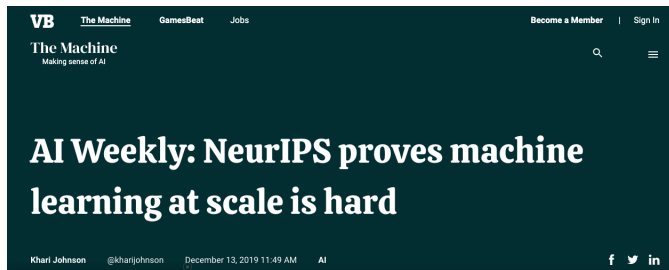 VB The Machine GamesBeat Jobs Become a Member | Sign In
The Machine
Making sense of AI
AI Weekly: NeurIPS proves machine
learning at scale is hard
Khari Johnson @kharijohnson December 13, 2019 11:49 AM AI